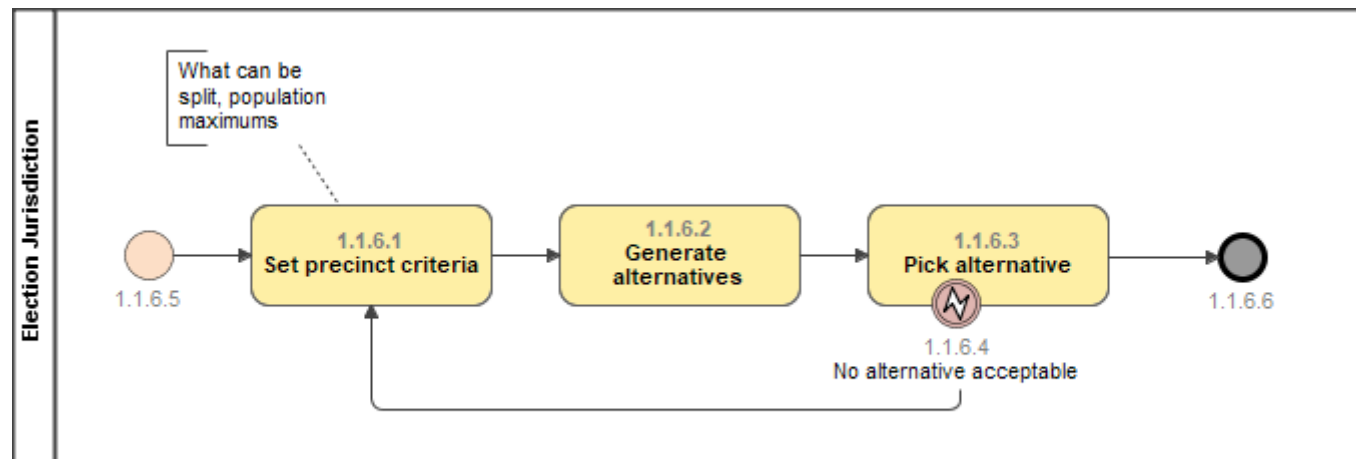 Election Jurisdiction
What can be
split, population
maximums
1.1.6.5
1.1.6.1
Set precinct criteria
1.1.6.2
Generate
alternatives
1.1.6.3
Pick alternative
1.1.6.4
No alternative acceptable
1.1.6.6